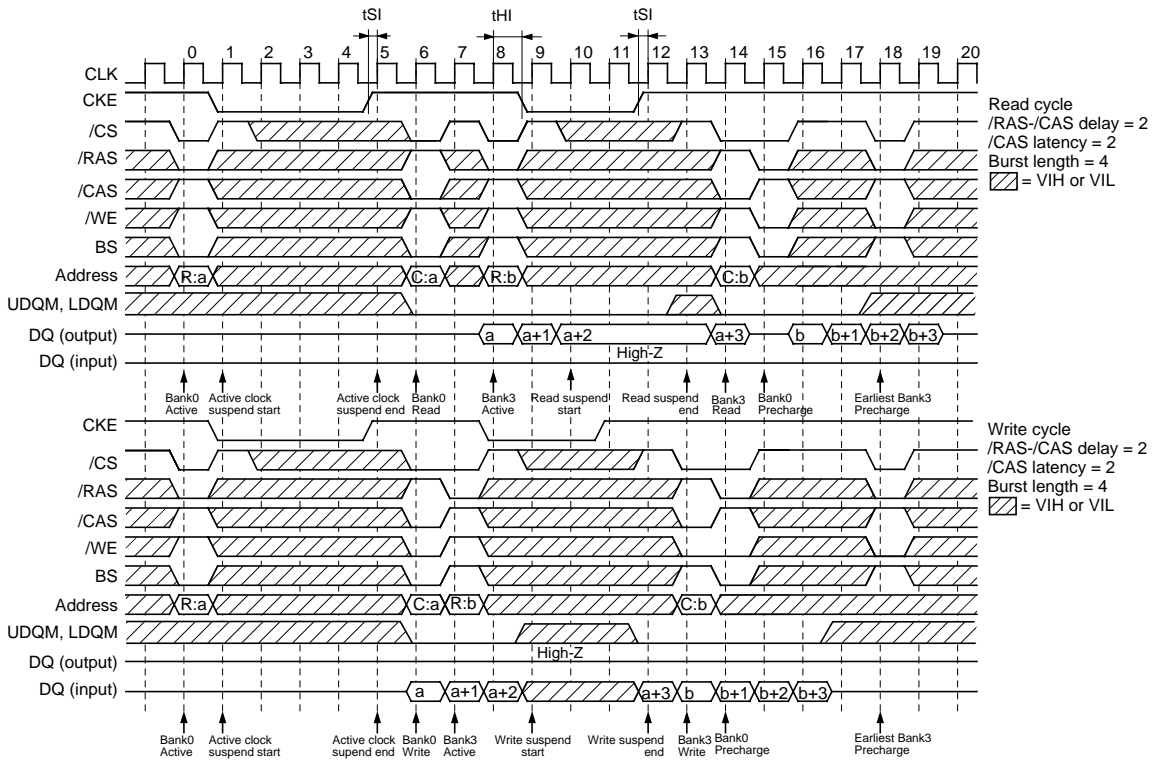 tSI tHI tSI
0 1 2 3 4 5 6 7 8 9 10 11 12 13 14 15 16 17 18 19 20
CLK
CKE
/CS
/RAS
/CAS
/WE
BS
Address R:a C:a R:b C:b
UDQM, LDQM
DQ (output) a a+1 a+2 a+3 b b+1 b+2 b+3
High-Z
DQ (input)
Bank0 Active
Active clock suspend start
Active clock suspend end
Bank0 Read
Bank3 Active
Read suspend start
Read suspend end
Bank3 Read
Bank0 Precharge
Earliest Bank3 Precharge
Read cycle
/RAS-/CAS delay = 2
/CAS latency = 2
Burst length = 4
= VIH or VIL
CKE
/CS
/RAS
/CAS
/WE
BS
Address R:a C:a R:b C:b
UDQM, LDQM
High-Z
DQ (output)
DQ (input) a a+1 a+2 a+3 b b+1 b+2 b+3
Bank0 Active
Active clock suspend start
Active clock supend end
Bank0 Write
Bank3 Active
Write suspend start
Write suspend end
Bank3 Write
Bank0 Precharge
Earliest Bank3 Precharge
Write cycle
/RAS-/CAS delay = 2
/CAS latency = 2
Burst length = 4
= VIH or VIL